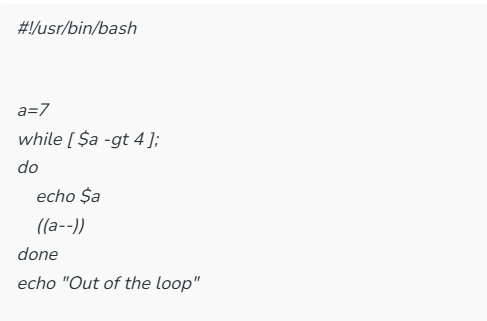 #!/usr/bin/bash
a=7
while [ $a -gt 4 ];
do
echo $a
((a--))
done
echo "Out of the loop"